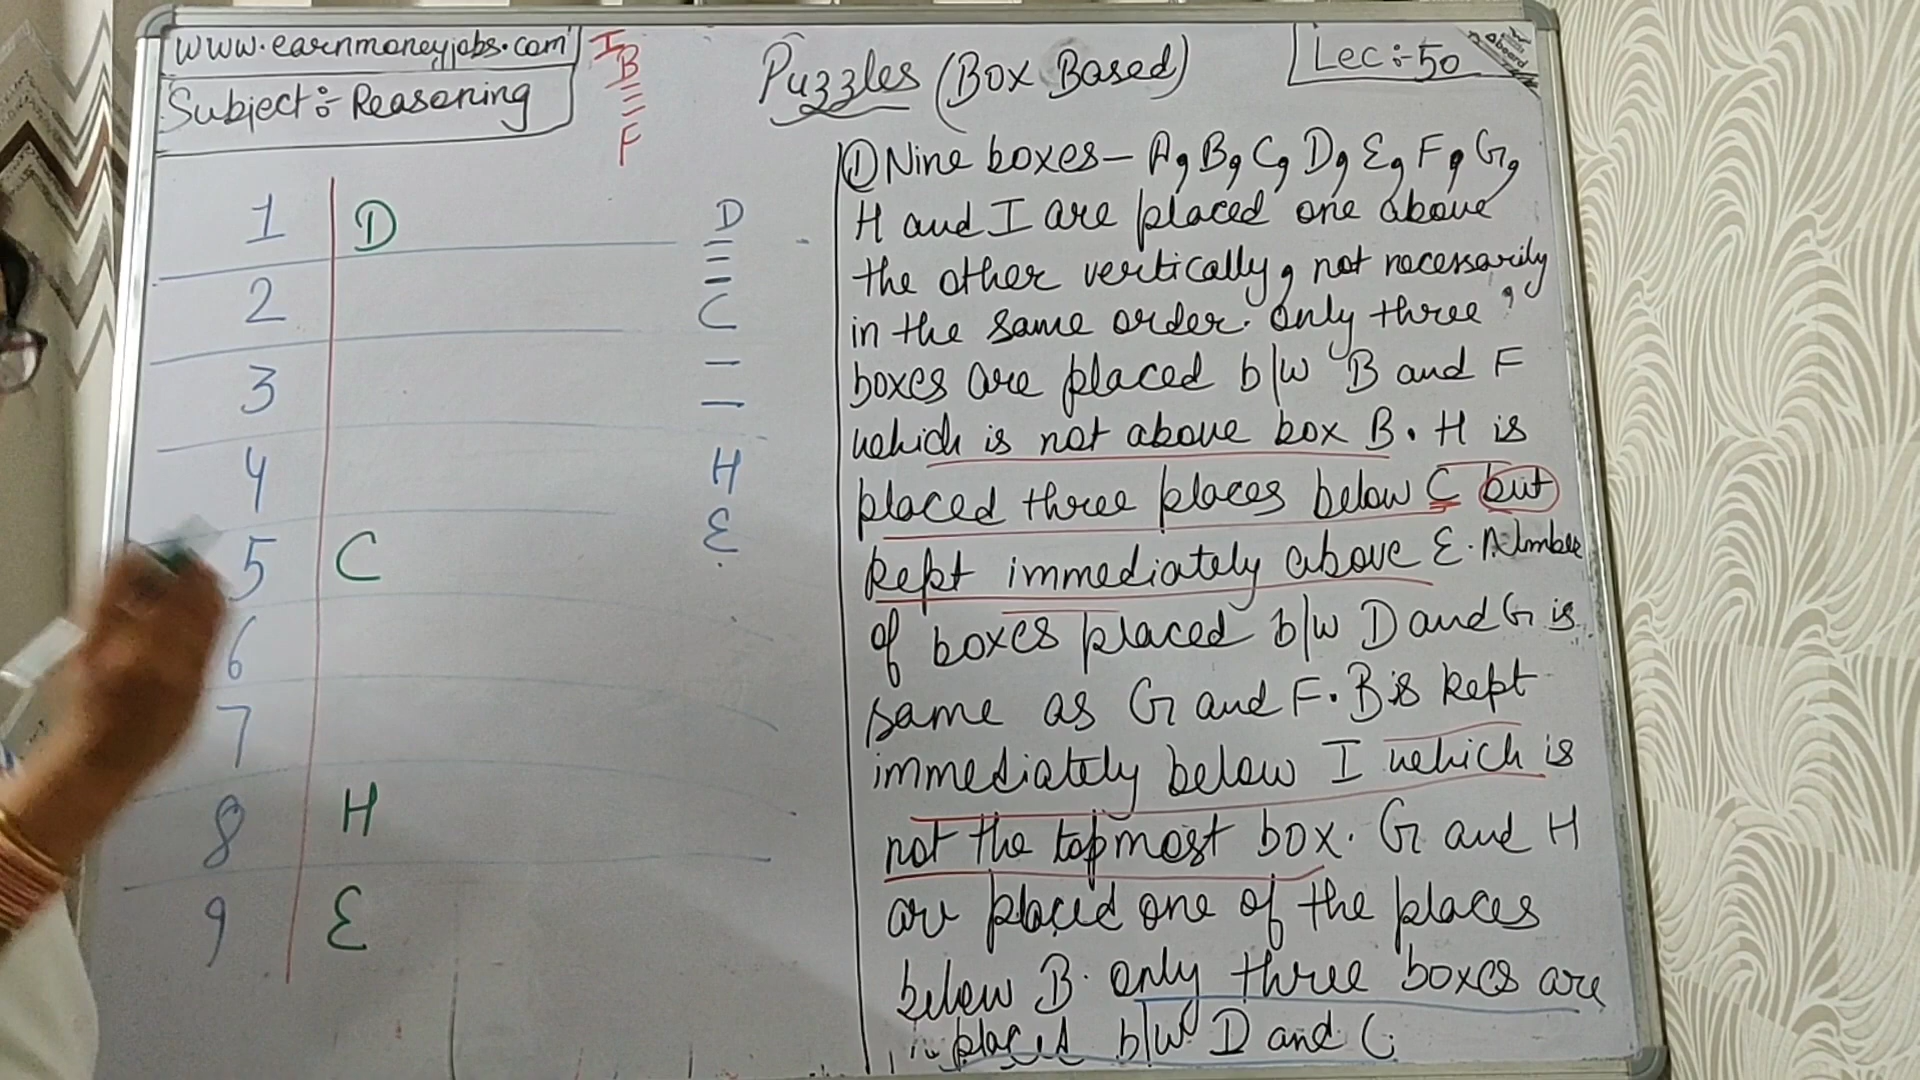 www.earnmoneyjobs.com
Subject:- Reasoning
I
B
F
Puzzles (Box Based)
Lec:-50
1 D
2
3
4
5 C
6
7
8 H
9 E
D
C
H
E
① Nine boxes- A, B, C, D, E, F, G,
H and I are placed one above
the other vertically, not necessarily
in the same order. Only three
boxes are placed b/w B and F
which is not above box B. H is
placed three places below C but
kept immediately above E. Number
of boxes placed b/w D and G is
same as G and F. B is kept
immediately below I which is
not the topmost box. G and H
are placed one of the places
below B. only three boxes are
placed b/w D and C